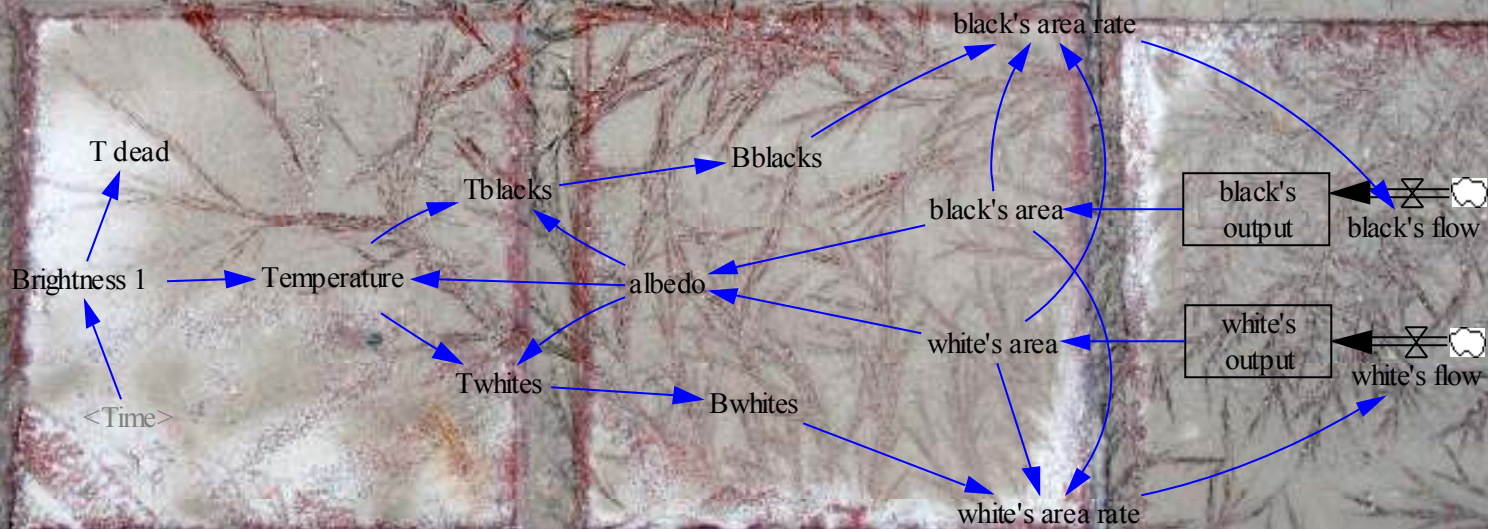 black's area rate
T dead
Bblacks
Tblacks
black's
output
black's area
black's flow
Brightness 1
Temperature
albedo
white's
output
white's area
white's flow
Twhites
Bwhites
<Time>
white's area rate